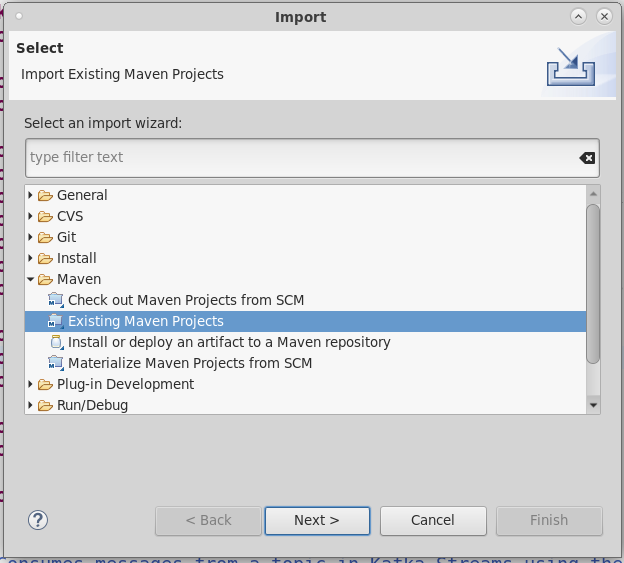 Import
Select
Import Existing Maven Projects
Select an import wizard:
type filter text
General
CVS
Git
Install
Maven
Check out Maven Projects from SCM
Existing Maven Projects
Install or deploy an artifact to a Maven repository
Materialize Maven Projects from SCM
Plug-in Development
Run/Debug
?
< Back
Next >
Cancel
Finish
Consumes messages from a topic in Kafka Streams using the